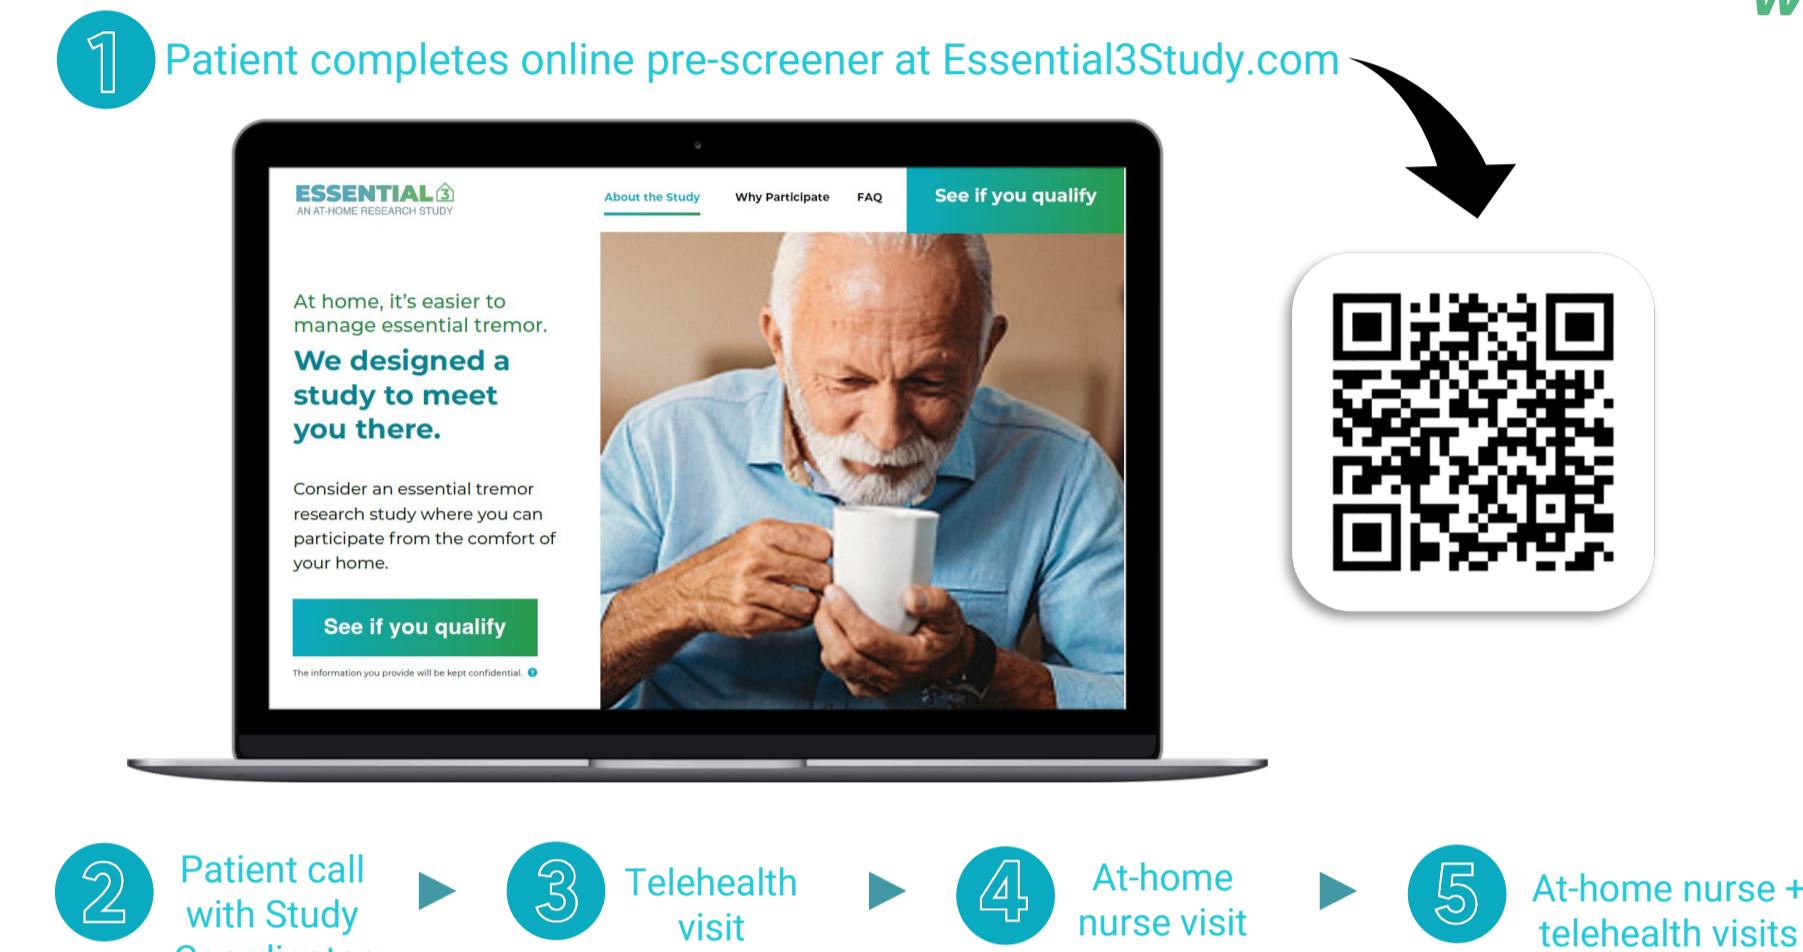 1 Patient completes online pre-screener at Essential3Study.com
ESSENTIAL 3
AN AT-HOME RESEARCH STUDY
About the Study
Why Participate
FAQ
See if you qualify
At home, it's easier to
manage essential tremor.
We designed a
study to meet
you there.
Consider an essential tremor
research study where you can
participate from the comfort of
your home.
See if you qualify
The information you provide will be kept confidential. ?
2
Patient call
with Study
3
Telehealth
visit
4
At-home
nurse visit
5
At-home nurse +
telehealth visits